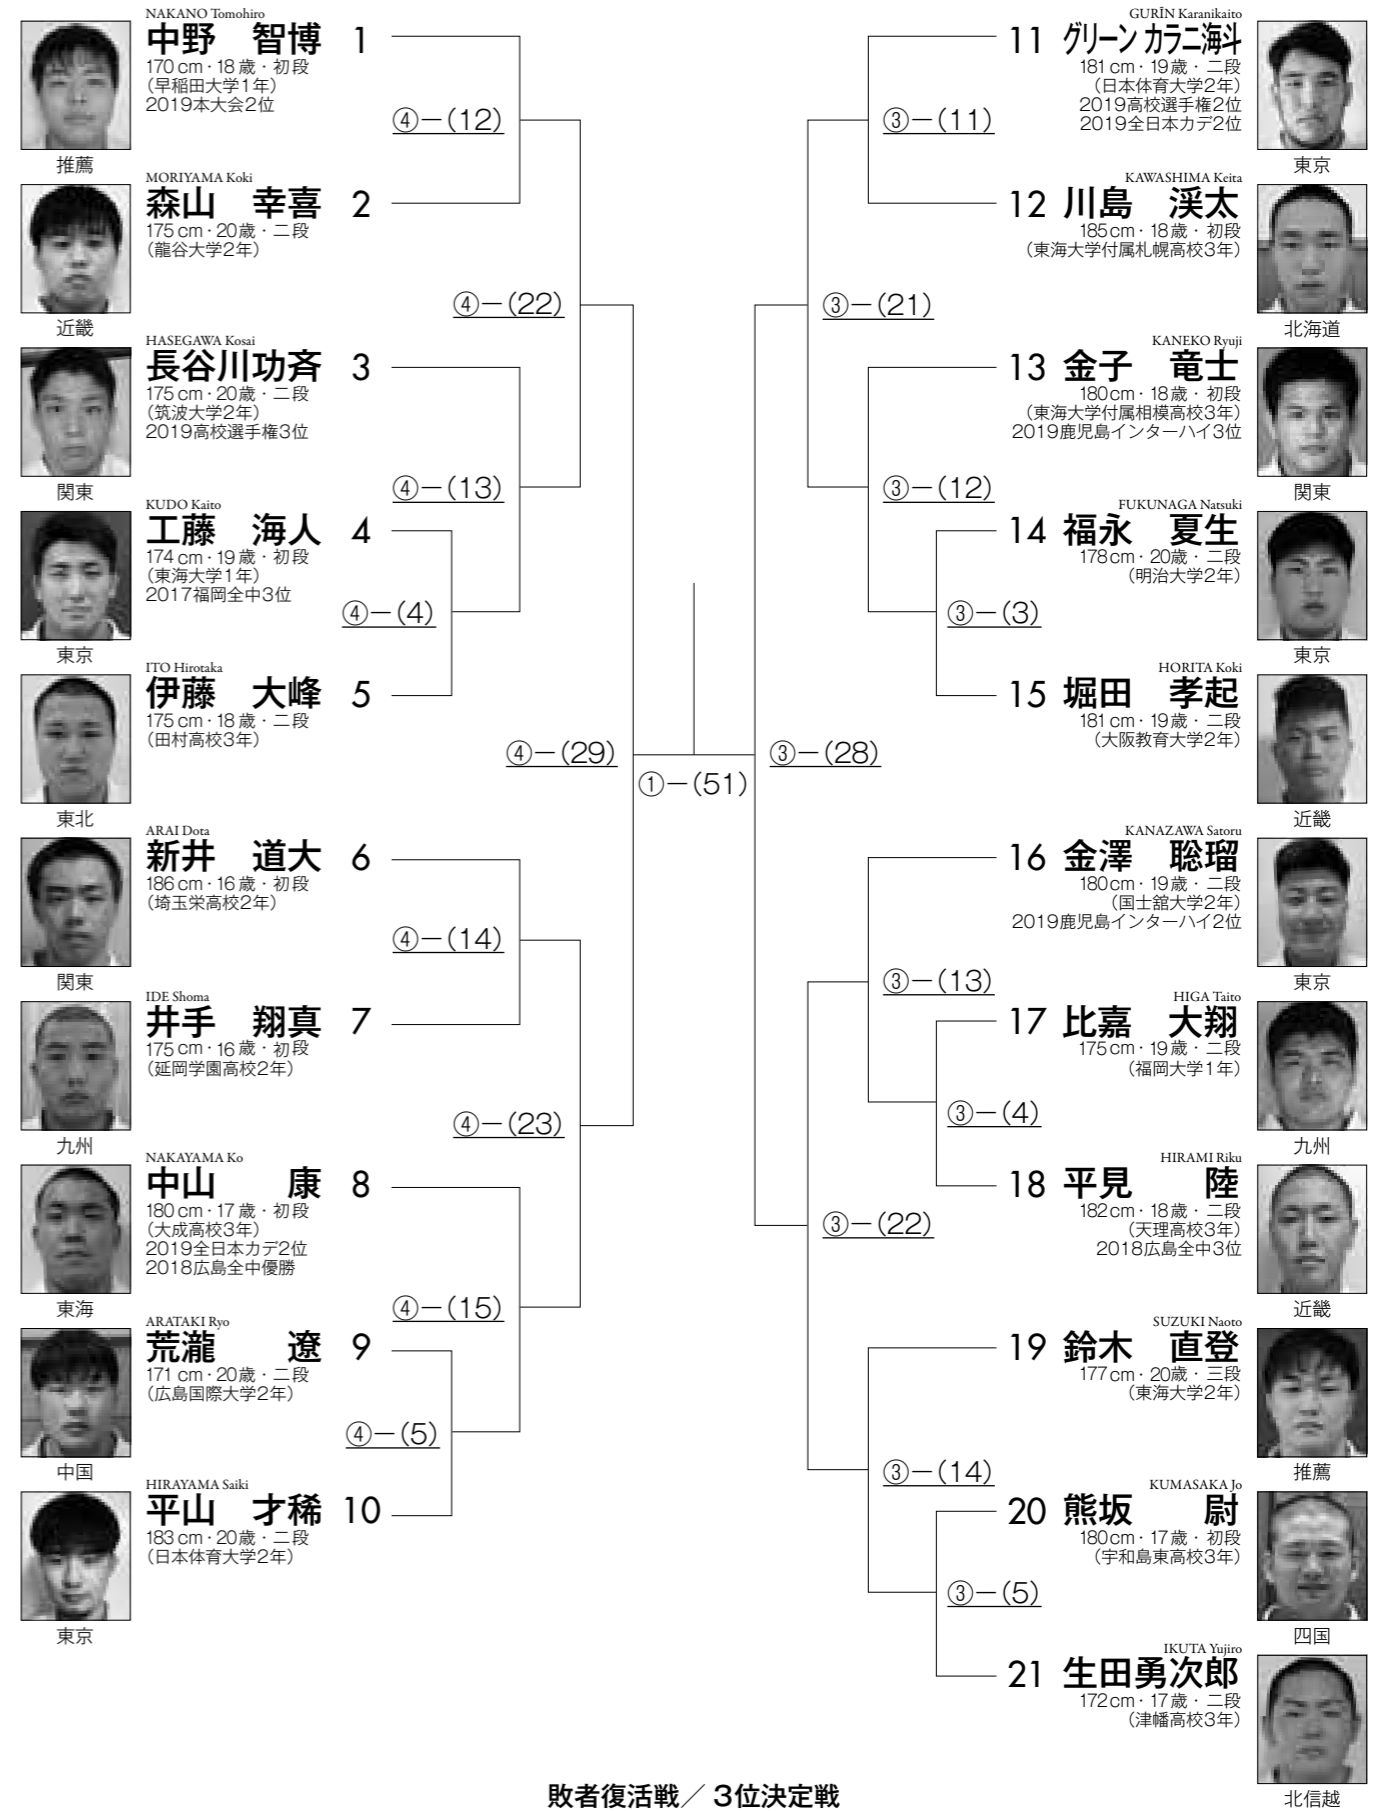 NAKANO Tomohiro
中野　智博 1
170cm・18歳・初段
（早稲田大学1年）
2019本大会2位
推薦
④－(12)
MORIYAMA Koki
森山　幸喜 2
175cm・20歳・二段
（龍谷大学2年）
近畿
④－(22)
HASEGAWA Kosai
長谷川功斉 3
175cm・20歳・二段
（筑波大学2年）
2019高校選手権3位
関東
④－(13)
KUDO Kaito
工藤　海人 4
174cm・19歳・初段
（東海大学1年）
2017福岡全中3位
東京
④－(4)
ITO Hirotaka
伊藤　大峰 5
175cm・18歳・二段
（田村高校3年）
東北
④－(29)
ARAI Dota
新井　道大 6
186cm・16歳・初段
（埼玉栄高校2年）
関東
④－(14)
IDE Shoma
井手　翔真 7
175cm・16歳・初段
（延岡学園高校2年）
九州
④－(23)
NAKAYAMA Ko
中山　　康 8
180cm・17歳・初段
（大成高校3年）
2019全日本カデ2位
2018広島全中優勝
東海
④－(15)
ARATAKI Ryo
荒瀧　　遼 9
171cm・20歳・二段
（広島国際大学2年）
中国
④－(5)
HIRAYAMA Saiki
平山　才稀 10
183cm・20歳・二段
（日本体育大学2年）
東京
①－(51)
GURĪN Karanikaito
11 グリーン カラニ海斗
181cm・19歳・二段
（日本体育大学2年）
2019高校選手権2位
2019全日本カデ2位
東京
③－(11)
KAWASHIMA Keita
12 川島　渓太
185cm・18歳・初段
（東海大学付属札幌高校3年）
北海道
③－(21)
KANEKO Ryuji
13 金子　竜士
180cm・18歳・初段
（東海大学付属相模高校3年）
2019鹿児島インターハイ3位
関東
③－(12)
FUKUNAGA Natsuki
14 福永　夏生
178cm・20歳・二段
（明治大学2年）
東京
③－(3)
HORITA Koki
15 堀田　孝起
181cm・19歳・二段
（大阪教育大学2年）
近畿
③－(28)
KANAZAWA Satoru
16 金澤　聡瑠
180cm・19歳・二段
（国士舘大学2年）
2019鹿児島インターハイ2位
東京
③－(13)
HIGA Taito
17 比嘉　大翔
175cm・19歳・二段
（福岡大学1年）
九州
③－(4)
HIRAMI Riku
18 平見　　陸
182cm・18歳・二段
（天理高校3年）
2018広島全中3位
近畿
③－(22)
SUZUKI Naoto
19 鈴木　直登
177cm・20歳・三段
（東海大学2年）
推薦
③－(14)
KUMASAKA Jo
20 熊坂　　尉
180cm・17歳・初段
（宇和島東高校3年）
四国
③－(5)
IKUTA Yujiro
21 生田勇次郎
172cm・17歳・二段
（津幡高校3年）
北信越
敗者復活戦／3位決定戦